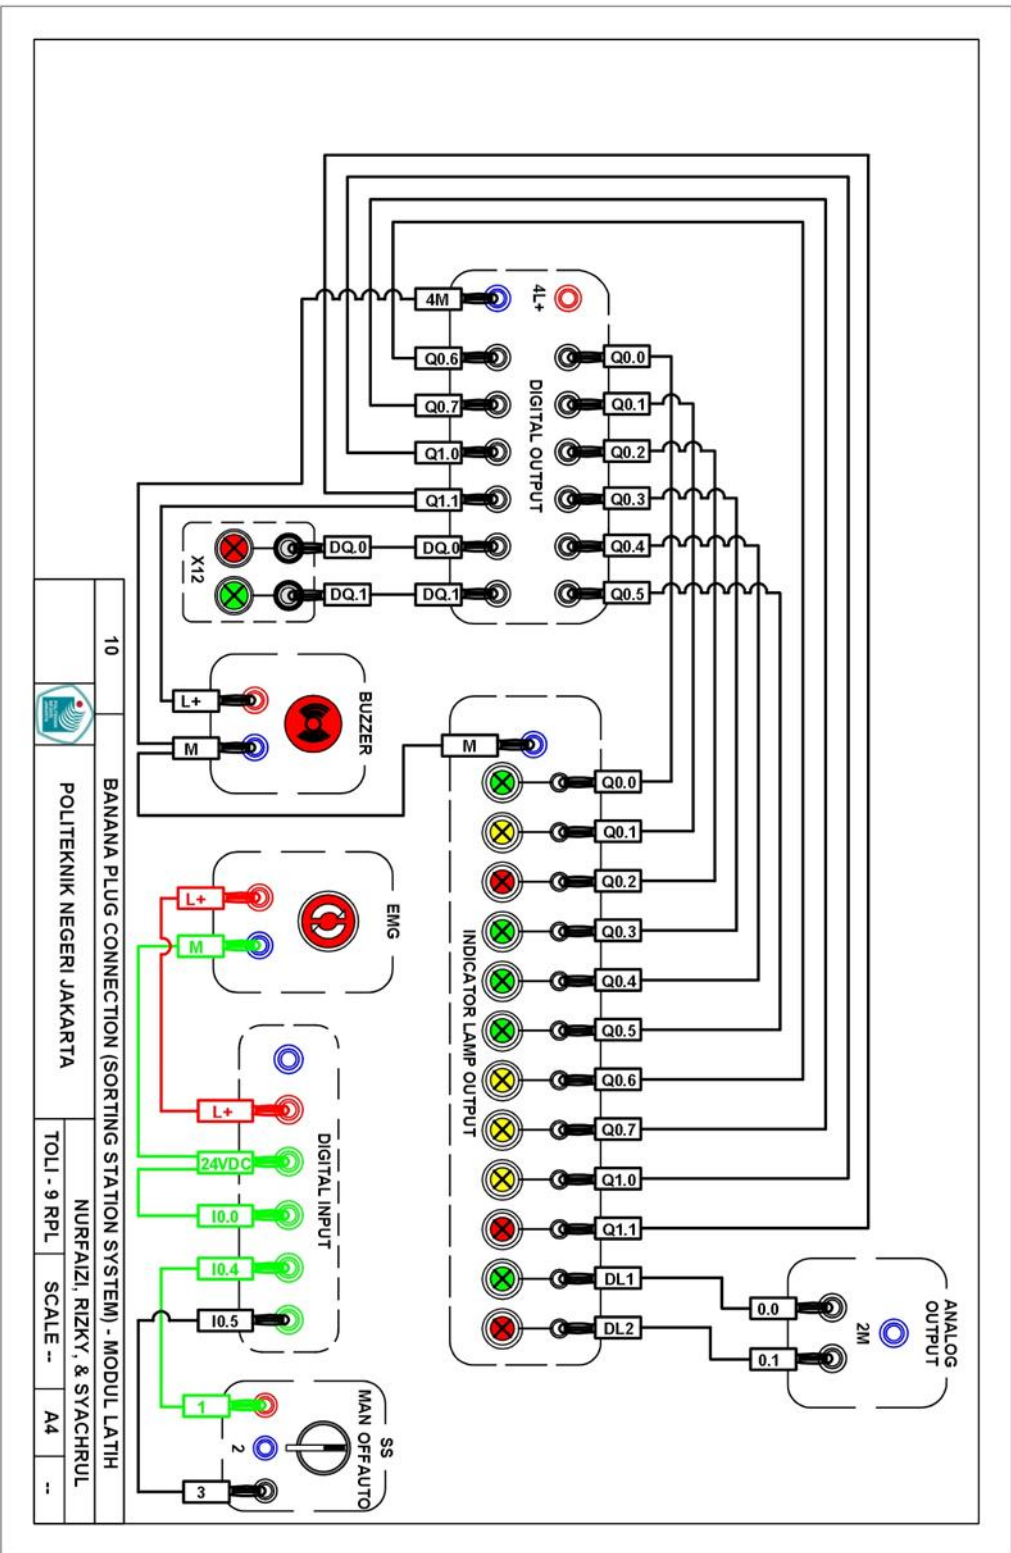 4M
4L+
Q0.6
Q0.0
Q0.7
Q0.1
Q1.0
Q0.2
Q1.1
Q0.3
DQ.0
DQ.0
Q0.4
DQ.1
DQ.1
Q0.5
DIGITAL OUTPUT
X12
BUZZER
L+
M
M
Q0.0
Q0.1
Q0.2
Q0.3
Q0.4
Q0.5
Q0.6
Q0.7
Q1.0
Q1.1
DL1
DL2
INDICATOR LAMP OUTPUT
EMG
L+
M
DIGITAL INPUT
L+
24VDC
I0.0
I0.4
I0.5
ANALOG
OUTPUT
2M
0.0
0.1
SS
MAN OFF AUTO
1
2
3
10
BANANA PLUG CONNECTION (SORTING STATION SYSTEM) - MODUL LATIH
POLITEKNIK NEGERI JAKARTA
NURFAIZI, RIZKY, & SYACHRUL
TOLI - 9 RPL
SCALE --
A4
--